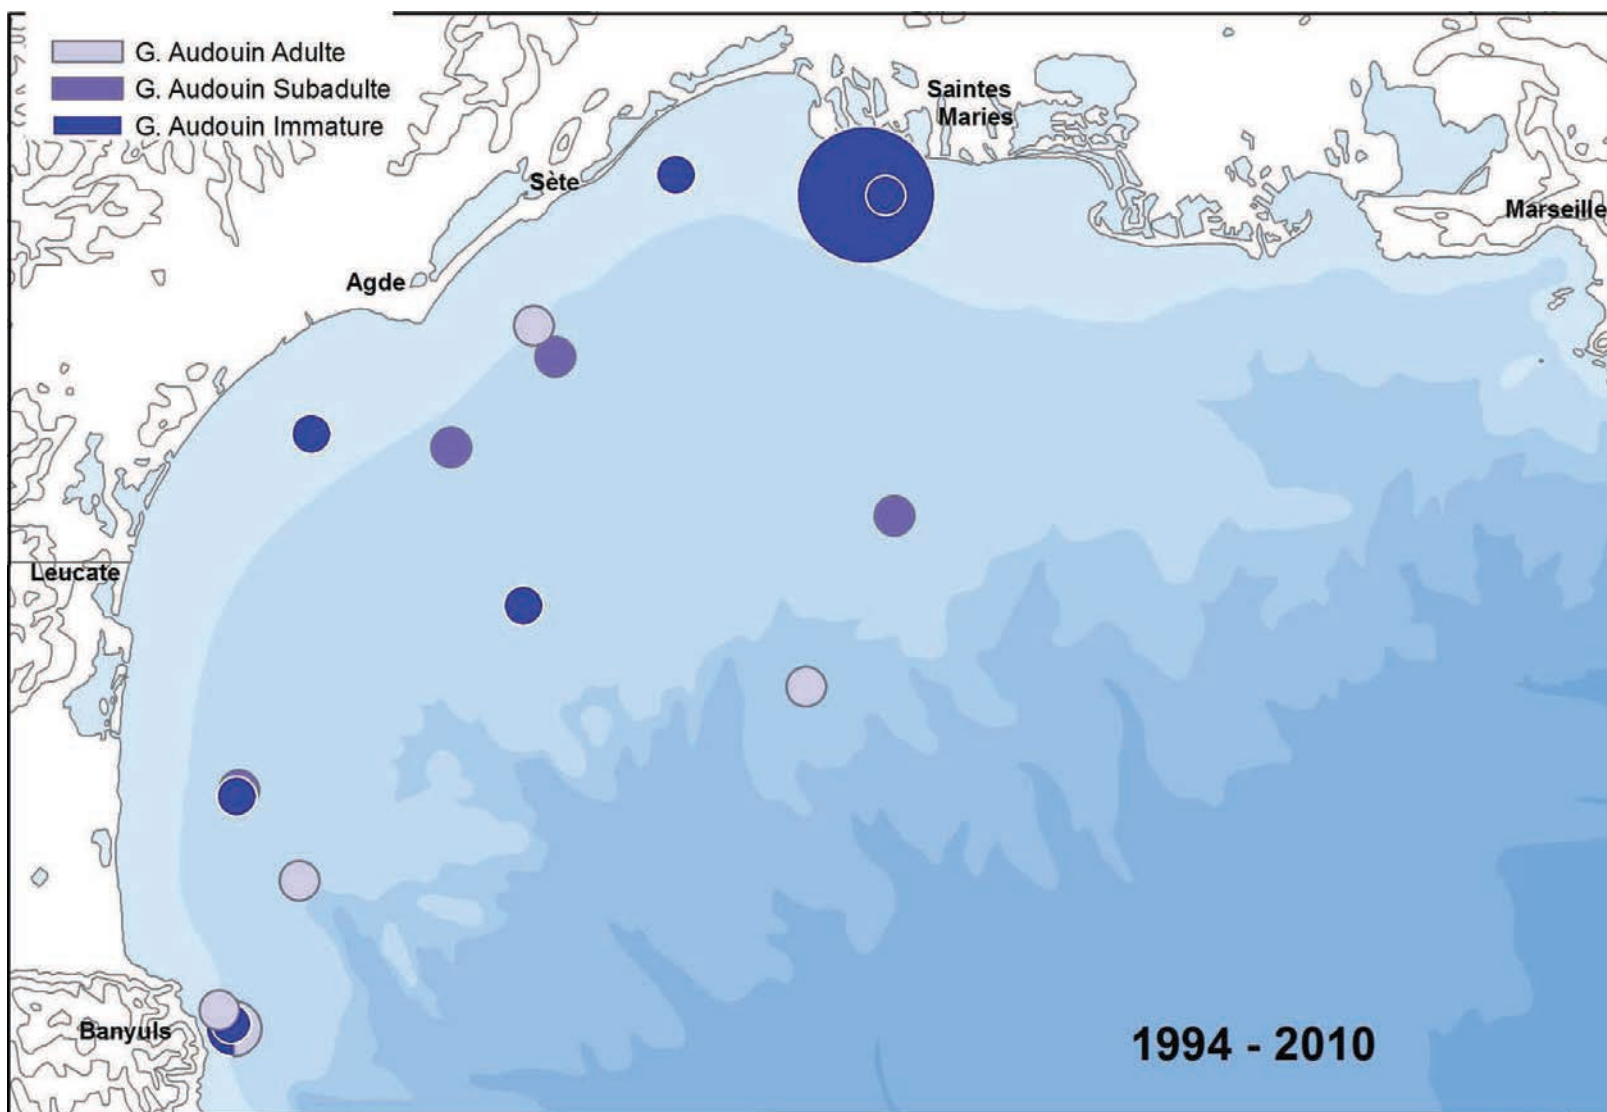 G. Audouin Adulte
G. Audouin Subadulte
G. Audouin Immature
Saintes
Maries
Sète
Marseille
Agde
Leucate
Banyuls
1994 - 2010